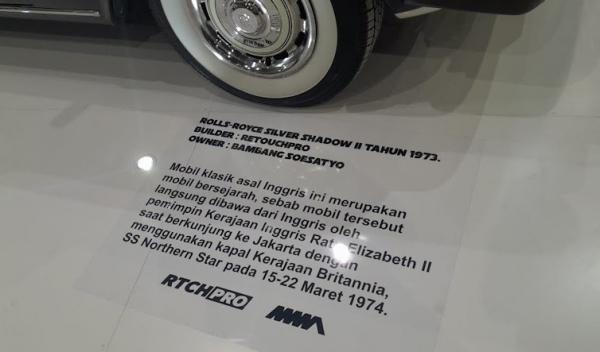 ROLLS-ROYCE SILVER SHADOW II TAHUN 1973.
BUILDER : RETOUCHPRO
OWNER : BAMBANG SOESATYO
Mobil klasik asal Inggris ini merupakan
mobil bersejarah, sebab mobil tersebut
langsung dibawa dari Inggris oleh
pemimpin Kerajaan Inggris Ratu Elizabeth II
saat berkunjung ke Jakarta dengan
menggunakan kapal Kerajaan Britannia,
SS Northern Star pada 15-22 Maret 1974.
RTCHPRO